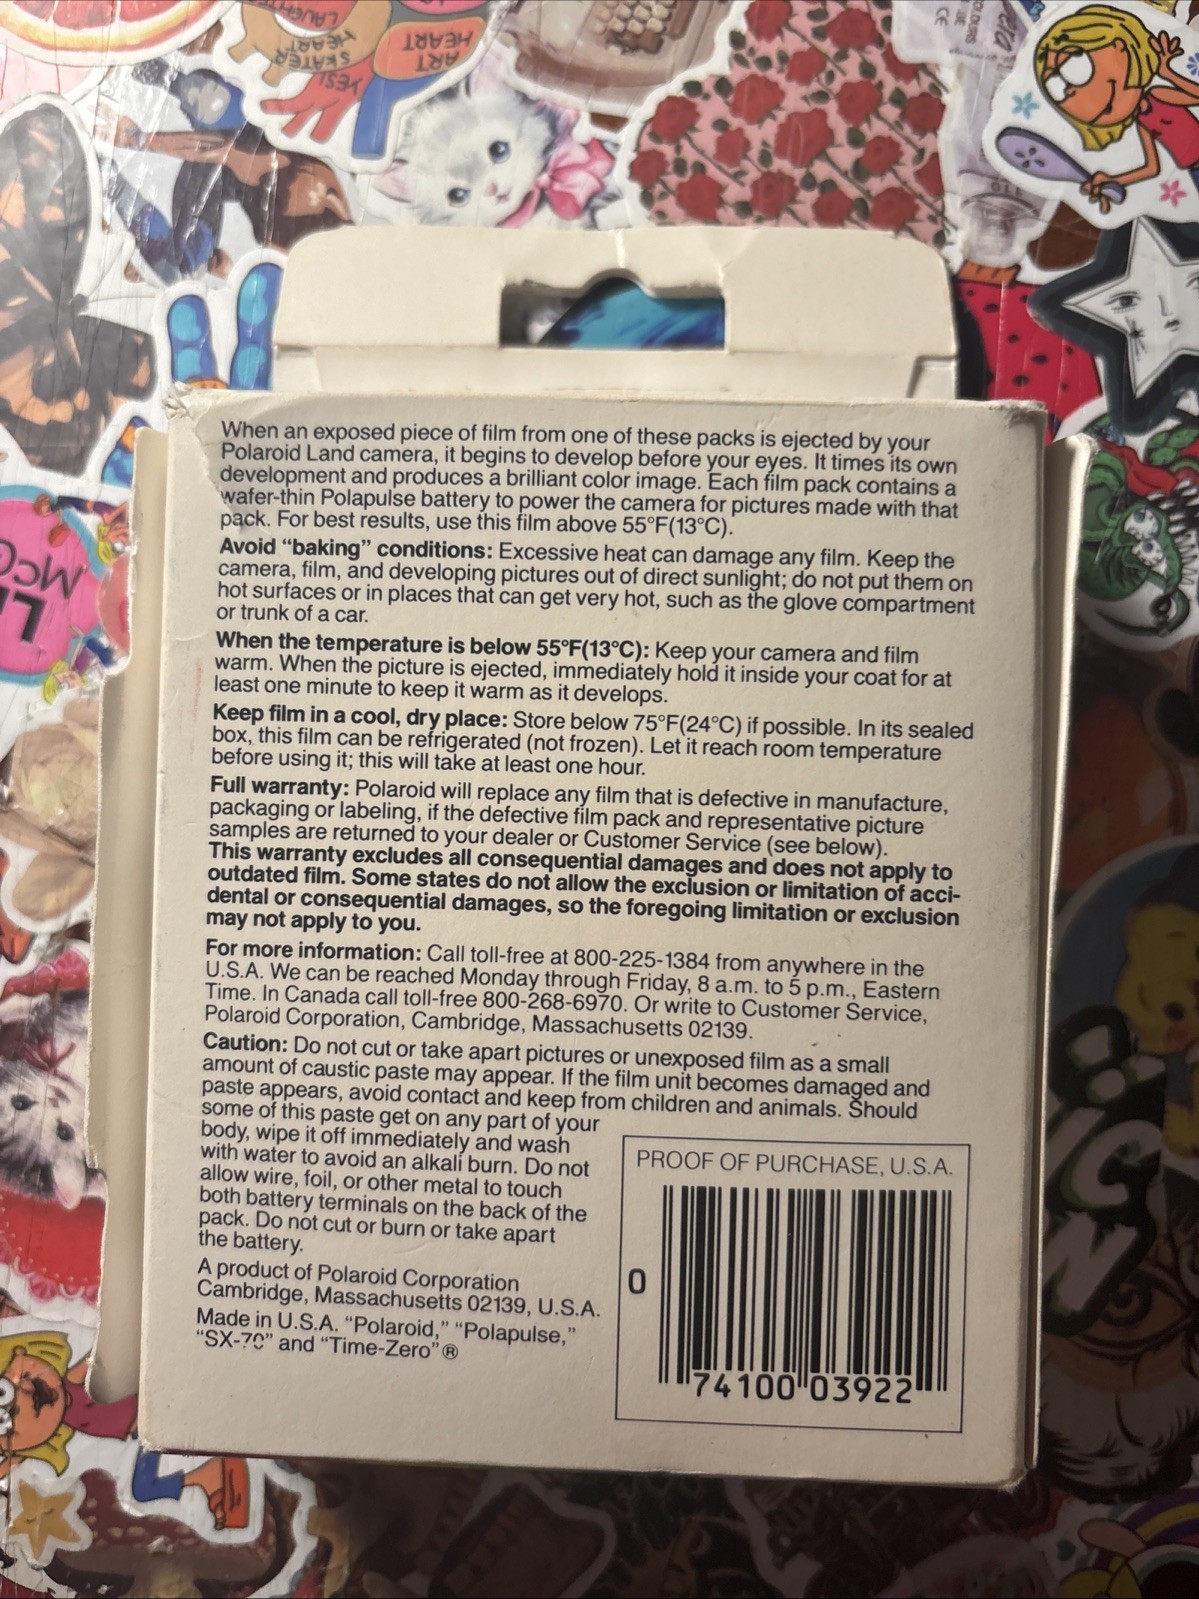 LAUGHTER
HEART
SKATER
YES!
ART
HEART
CE
When an exposed piece of film from one of these packs is ejected by your
Polaroid Land camera, it begins to develop before your eyes. It times its own
development and produces a brilliant color image. Each film pack contains a
wafer-thin Polapulse battery to power the camera for pictures made with that
pack. For best results, use this film above 55°F(13°C).
Avoid “baking” conditions: Excessive heat can damage any film. Keep the
camera, film, and developing pictures out of direct sunlight; do not put them on
hot surfaces or in places that can get very hot, such as the glove compartment
or trunk of a car.
When the temperature is below 55°F(13°C): Keep your camera and film
warm. When the picture is ejected, immediately hold it inside your coat for at
least one minute to keep it warm as it develops.
Keep film in a cool, dry place: Store below 75°F(24°C) if possible. In its sealed
box, this film can be refrigerated (not frozen). Let it reach room temperature
before using it; this will take at least one hour.
Full warranty: Polaroid will replace any film that is defective in manufacture,
packaging or labeling, if the defective film pack and representative picture
samples are returned to your dealer or Customer Service (see below).
This warranty excludes all consequential damages and does not apply to
outdated film. Some states do not allow the exclusion or limitation of acci-
dental or consequential damages, so the foregoing limitation or exclusion
may not apply to you.
For more information: Call toll-free at 800-225-1384 from anywhere in the
U.S.A. We can be reached Monday through Friday, 8 a.m. to 5 p.m., Eastern
Time. In Canada call toll-free 800-268-6970. Or write to Customer Service,
Polaroid Corporation, Cambridge, Massachusetts 02139.
Caution: Do not cut or take apart pictures or unexposed film as a small
amount of caustic paste may appear. If the film unit becomes damaged and
paste appears, avoid contact and keep from children and animals. Should
some of this paste get on any part of your
body, wipe it off immediately and wash
with water to avoid an alkali burn. Do not
allow wire, foil, or other metal to touch
both battery terminals on the back of the
pack. Do not cut or burn or take apart
the battery.
A product of Polaroid Corporation
Cambridge, Massachusetts 02139, U.S.A.
Made in U.S.A. “Polaroid,” “Polapulse,”
“SX-70” and “Time-Zero”®
PROOF OF PURCHASE, U.S.A.
0
74100 03922